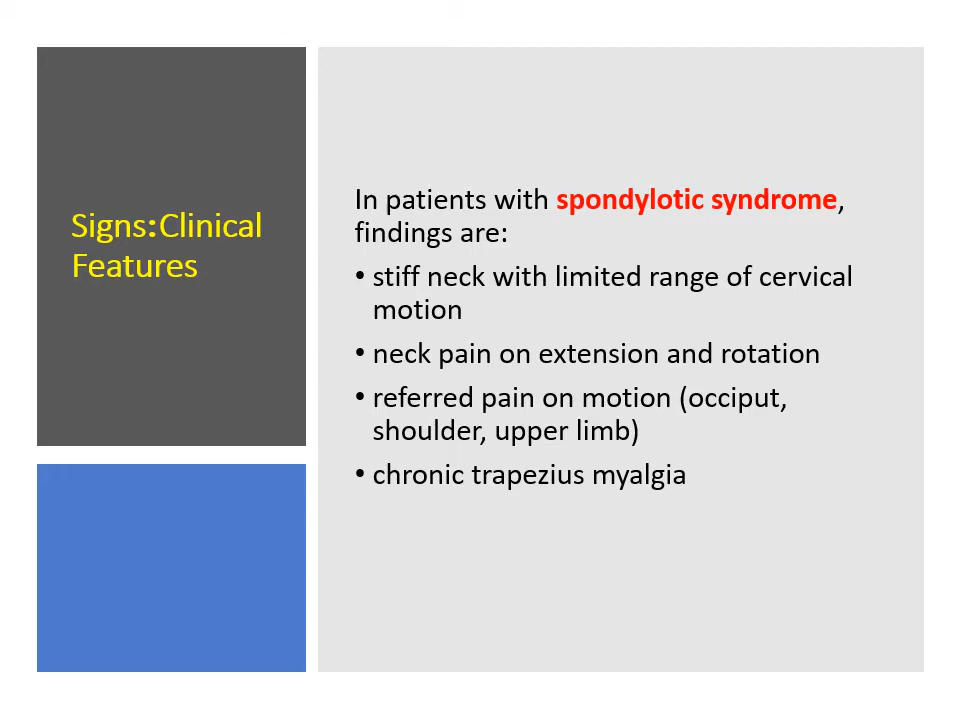 Signs:Clinical
Features
In patients with spondylotic syndrome,
findings are:
• stiff neck with limited range of cervical
motion
• neck pain on extension and rotation
• referred pain on motion (occiput,
shoulder, upper limb)
• chronic trapezius myalgia